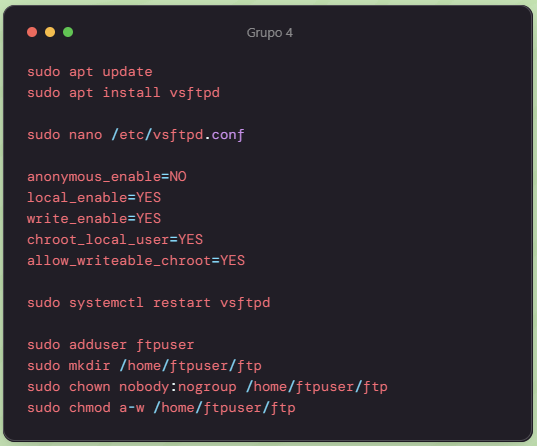 Grupo 4
sudo apt update
sudo apt install vsftpd
sudo nano /etc/vsftpd.conf
anonymous_enable=NO
local_enable=YES
write_enable=YES
chroot_local_user=YES
allow_writeable_chroot=YES
sudo systemctl restart vsftpd
sudo adduser ftpuser
sudo mkdir /home/ftpuser/ftp
sudo chown nobody:nogroup /home/ftpuser/ftp
sudo chmod a-w /home/ftpuser/ftp